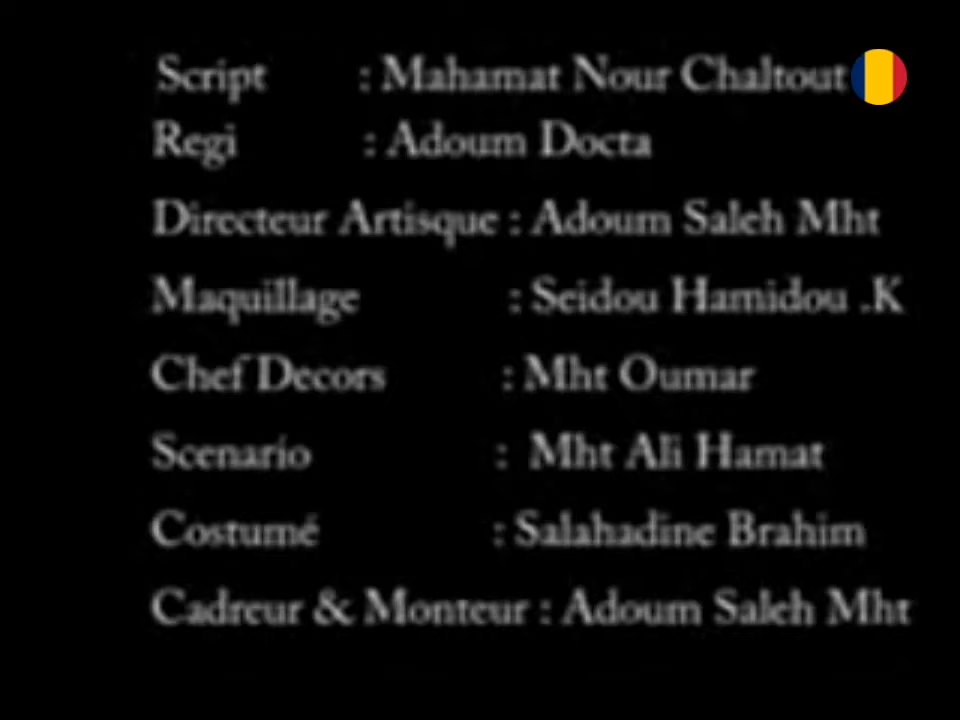 Script : Mahamat Nour Chaltout
Regi : Adoum Docta
Directeur Artisque : Adoum Saleh Mht
Maquillage : Seidou Hamidou .K
Chef Decors : Mht Oumar
Scenario : Mht Ali Hamat
Costumé : Salahadine Brahim
Cadreur & Monteur : Adoum Saleh Mht